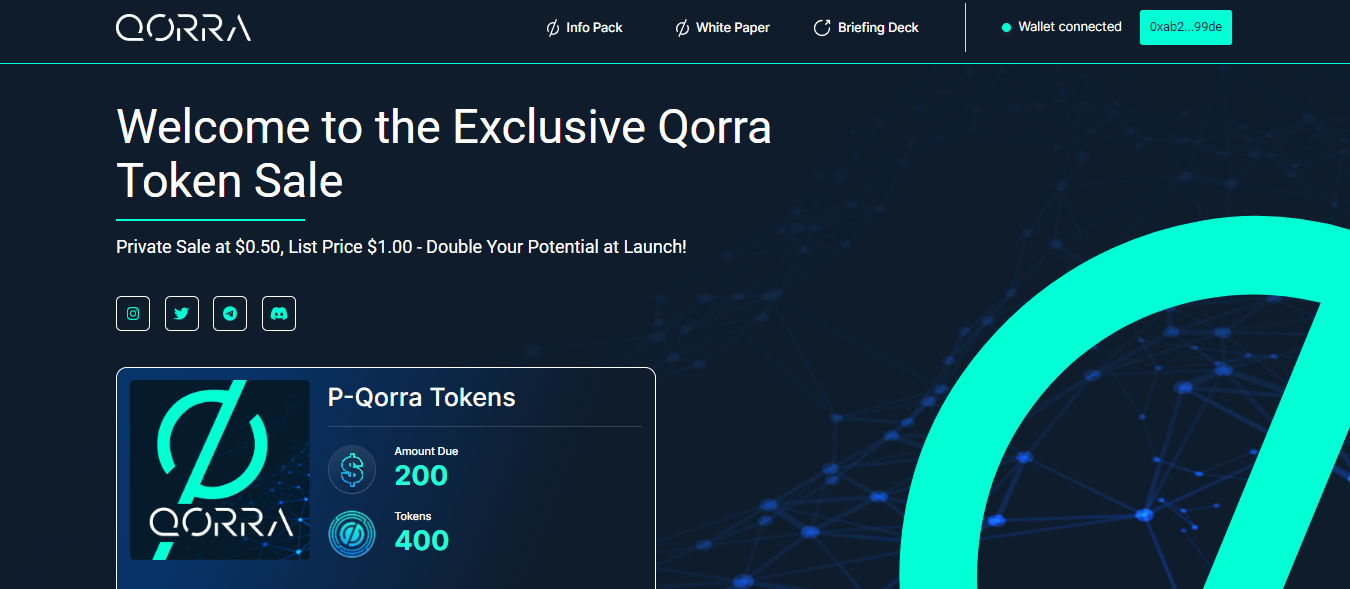 QORRA
Info Pack
White Paper
Briefing Deck
Wallet connected
0xab2...99de
Welcome to the Exclusive Qorra
Token Sale
Private Sale at $0.50, List Price $1.00 - Double Your Potential at Launch!
P-Qorra Tokens
Amount Due
200
Tokens
400
QORRA